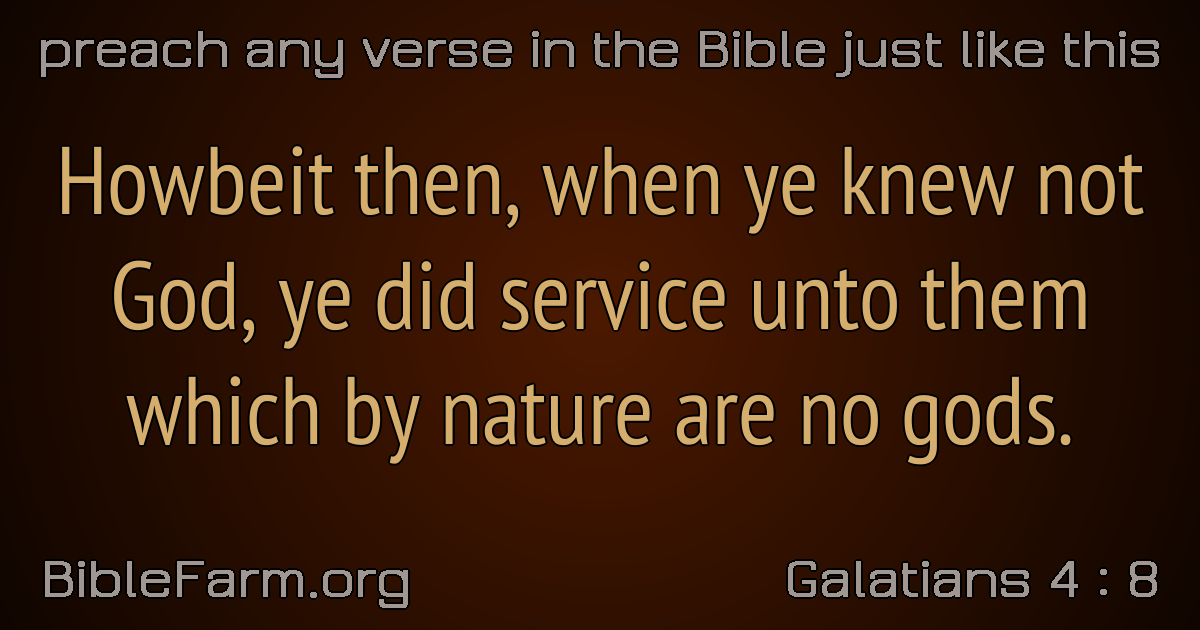 preach any verse in the Bible just like this
Howbeit then, when ye knew not
God, ye did service unto them
which by nature are no gods.
BibleFarm.org
Galatians 4 : 8